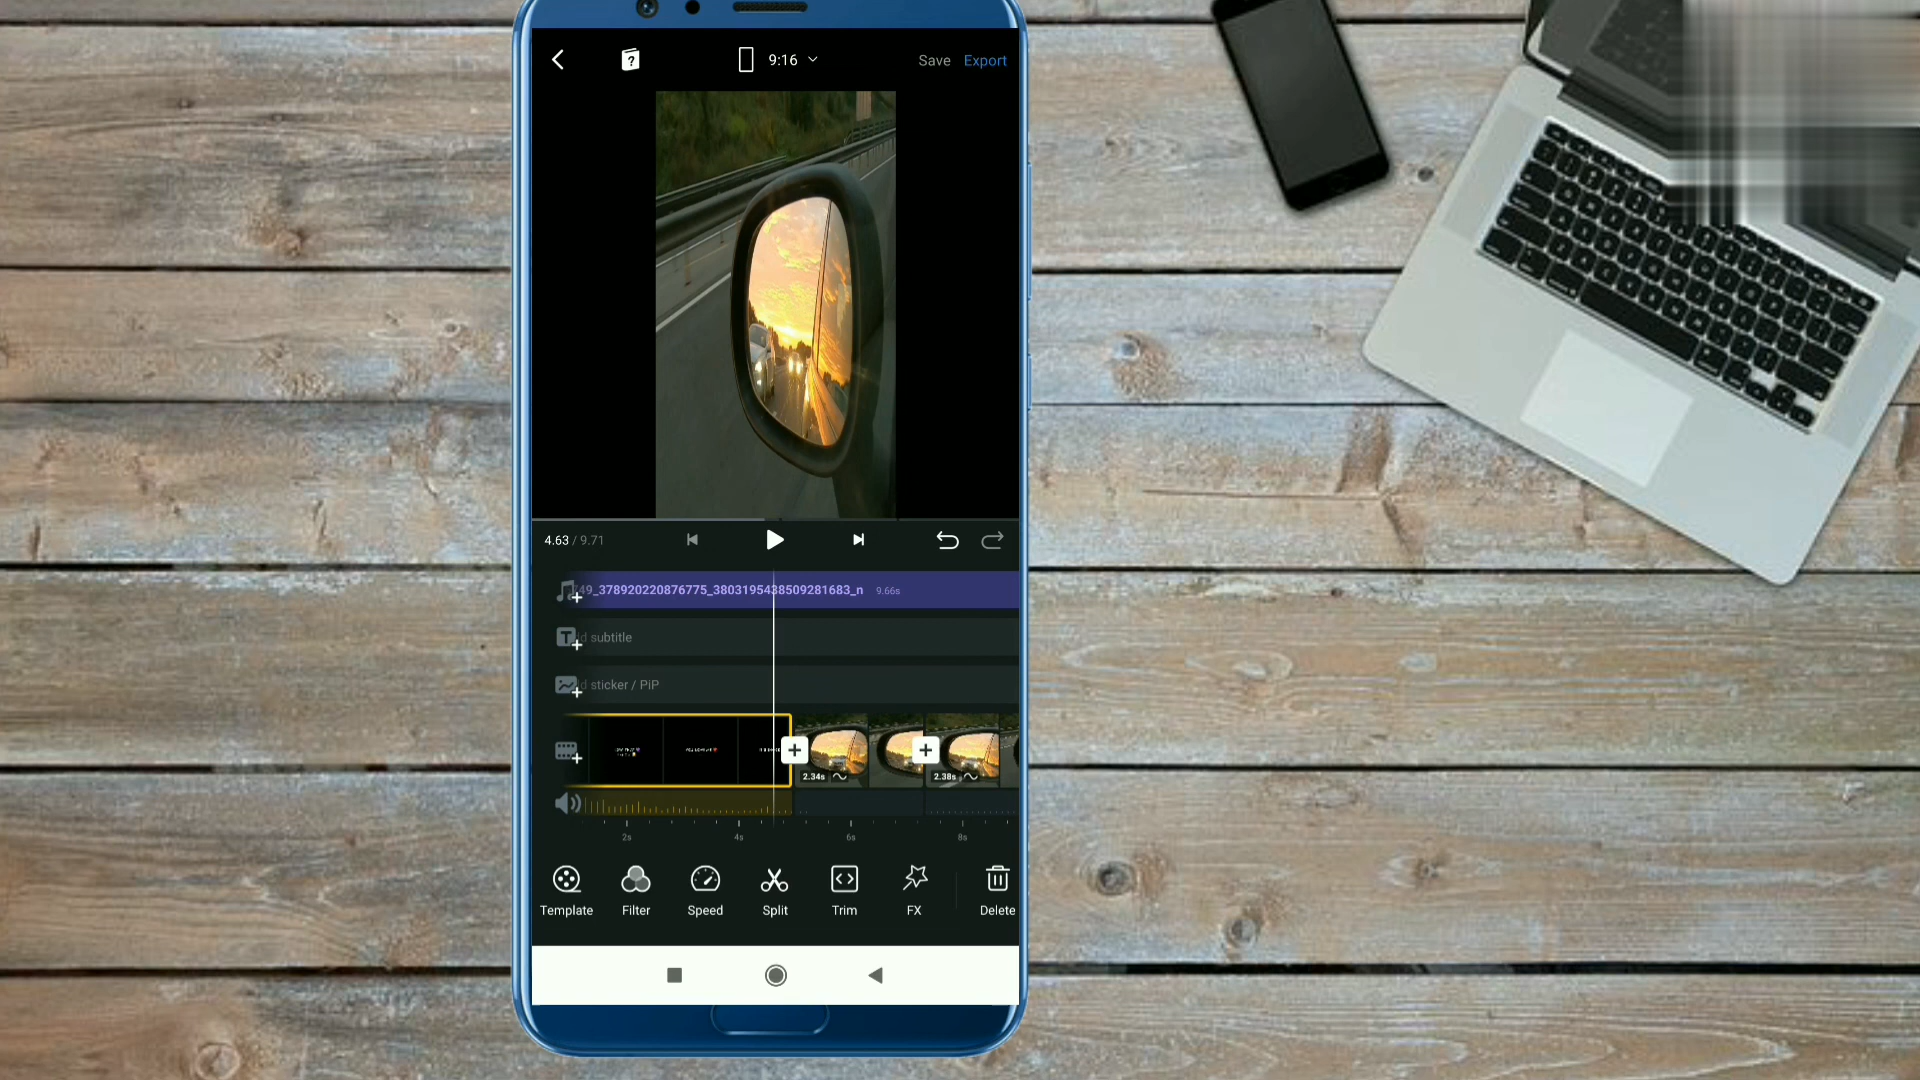 9:16
Save Export
4.63 / 9.71
49_378920220876775_3803195438509281683_n 9.66s
d subtitle
d sticker / PiP
2.34s
2.38s
2s 4s 6s 8s
Template Filter Speed Split Trim FX Delete